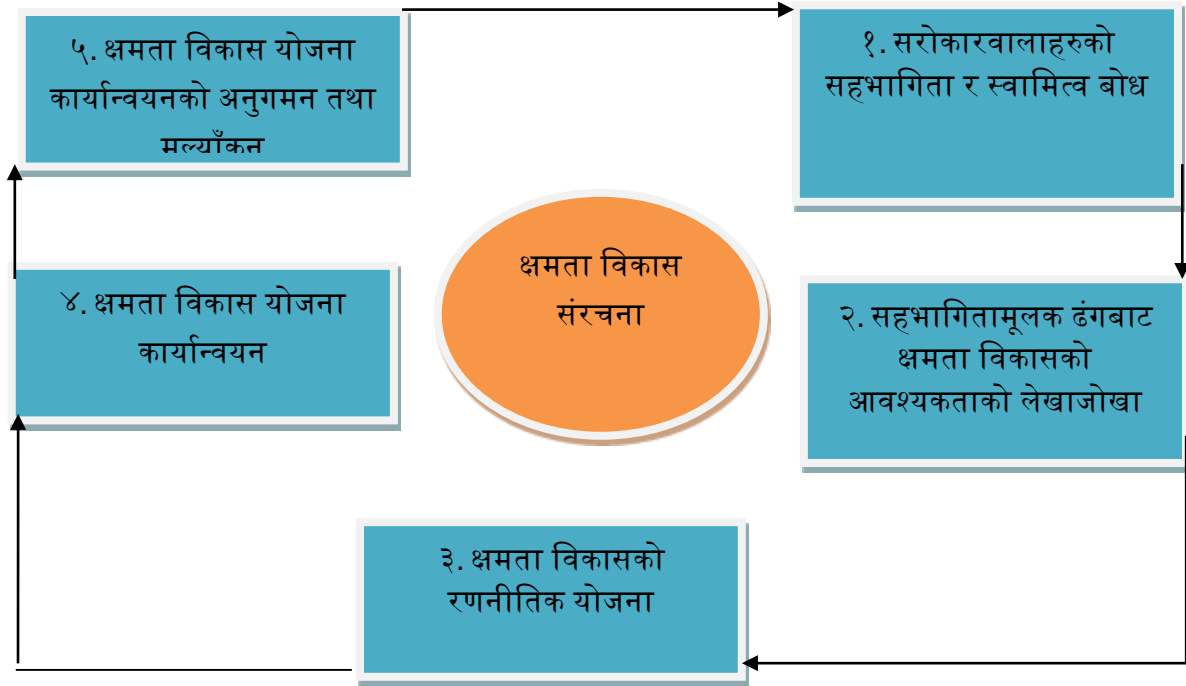 ५. क्षमता विकास योजना
कार्यान्वयनको अनुगमन तथा
मूल्याँकन
१. सरोकारवालाहरुको
सहभागिता र स्वामित्व बोध
क्षमता विकास
संरचना
४. क्षमता विकास योजना
कार्यान्वयन
२. सहभागितामूलक ढंगबाट
क्षमता विकासको
आवश्यकताको लेखाजोखा
३. क्षमता विकासको
रणनीतिक योजना